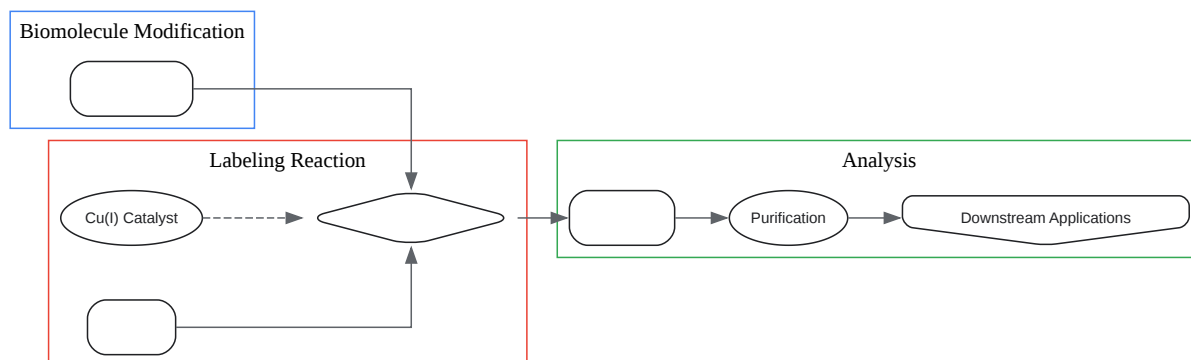 Biomolecule Modification
Labeling Reaction
Analysis
Cu(I) Catalyst
Purification
Downstream Applications